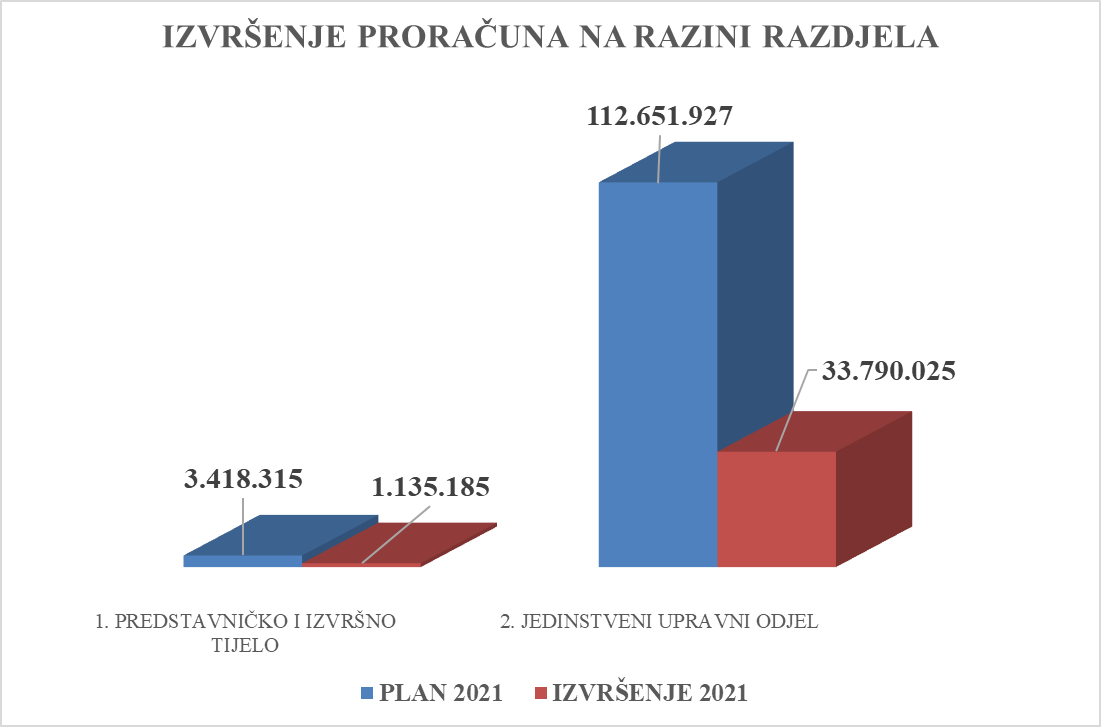 IZVRŠENJE PRORAČUNA NA RAZINI RAZDJELA
112.651.927
33.790.025
3.418.315
1.135.185
1. PREDSTAVNIČKO I IZVRŠNO
TIJELO
2. JEDINSTVENI UPRAVNI ODJEL
PLAN 2021
IZVRŠENJE 2021